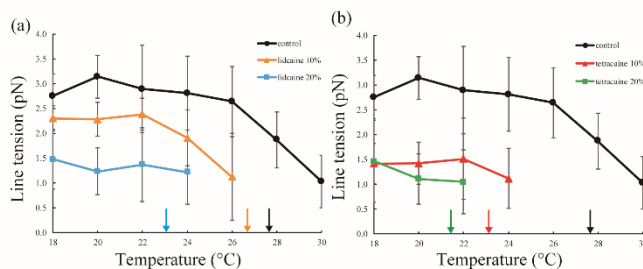 (a)
control
lidcaine 10%
lidcaine 20%
Line tension (pN)
4.0
3.5
3.0
2.5
2.0
1.5
1.0
0.5
0.0
18 20 22 24 26 28 30
Temperature (°C)
(b)
control
tetracaine 10%
tetracaine 20%
Line tension (pN)
4.0
3.5
3.0
2.5
2.0
1.5
1.0
0.5
0.0
18 20 22 24 26 28 30
Temperature (°C)